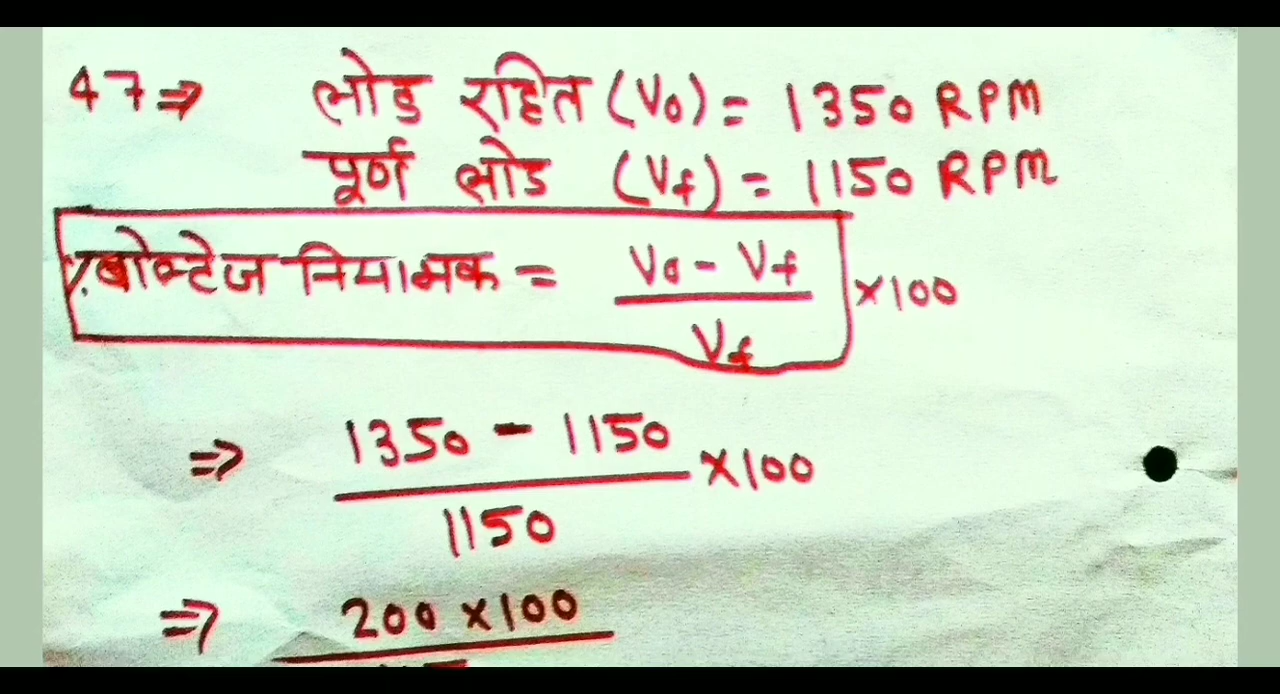 47⇒ लोड रहित (V₀) = 1350 RPM
पूर्ण लोड (Vf) = 1150 RPM
%बोल्टेज नियामक = V₀ - Vf / Vf ×100
⇒ 1350 - 1150 / 1150 ×100
⇒ 200 ×100